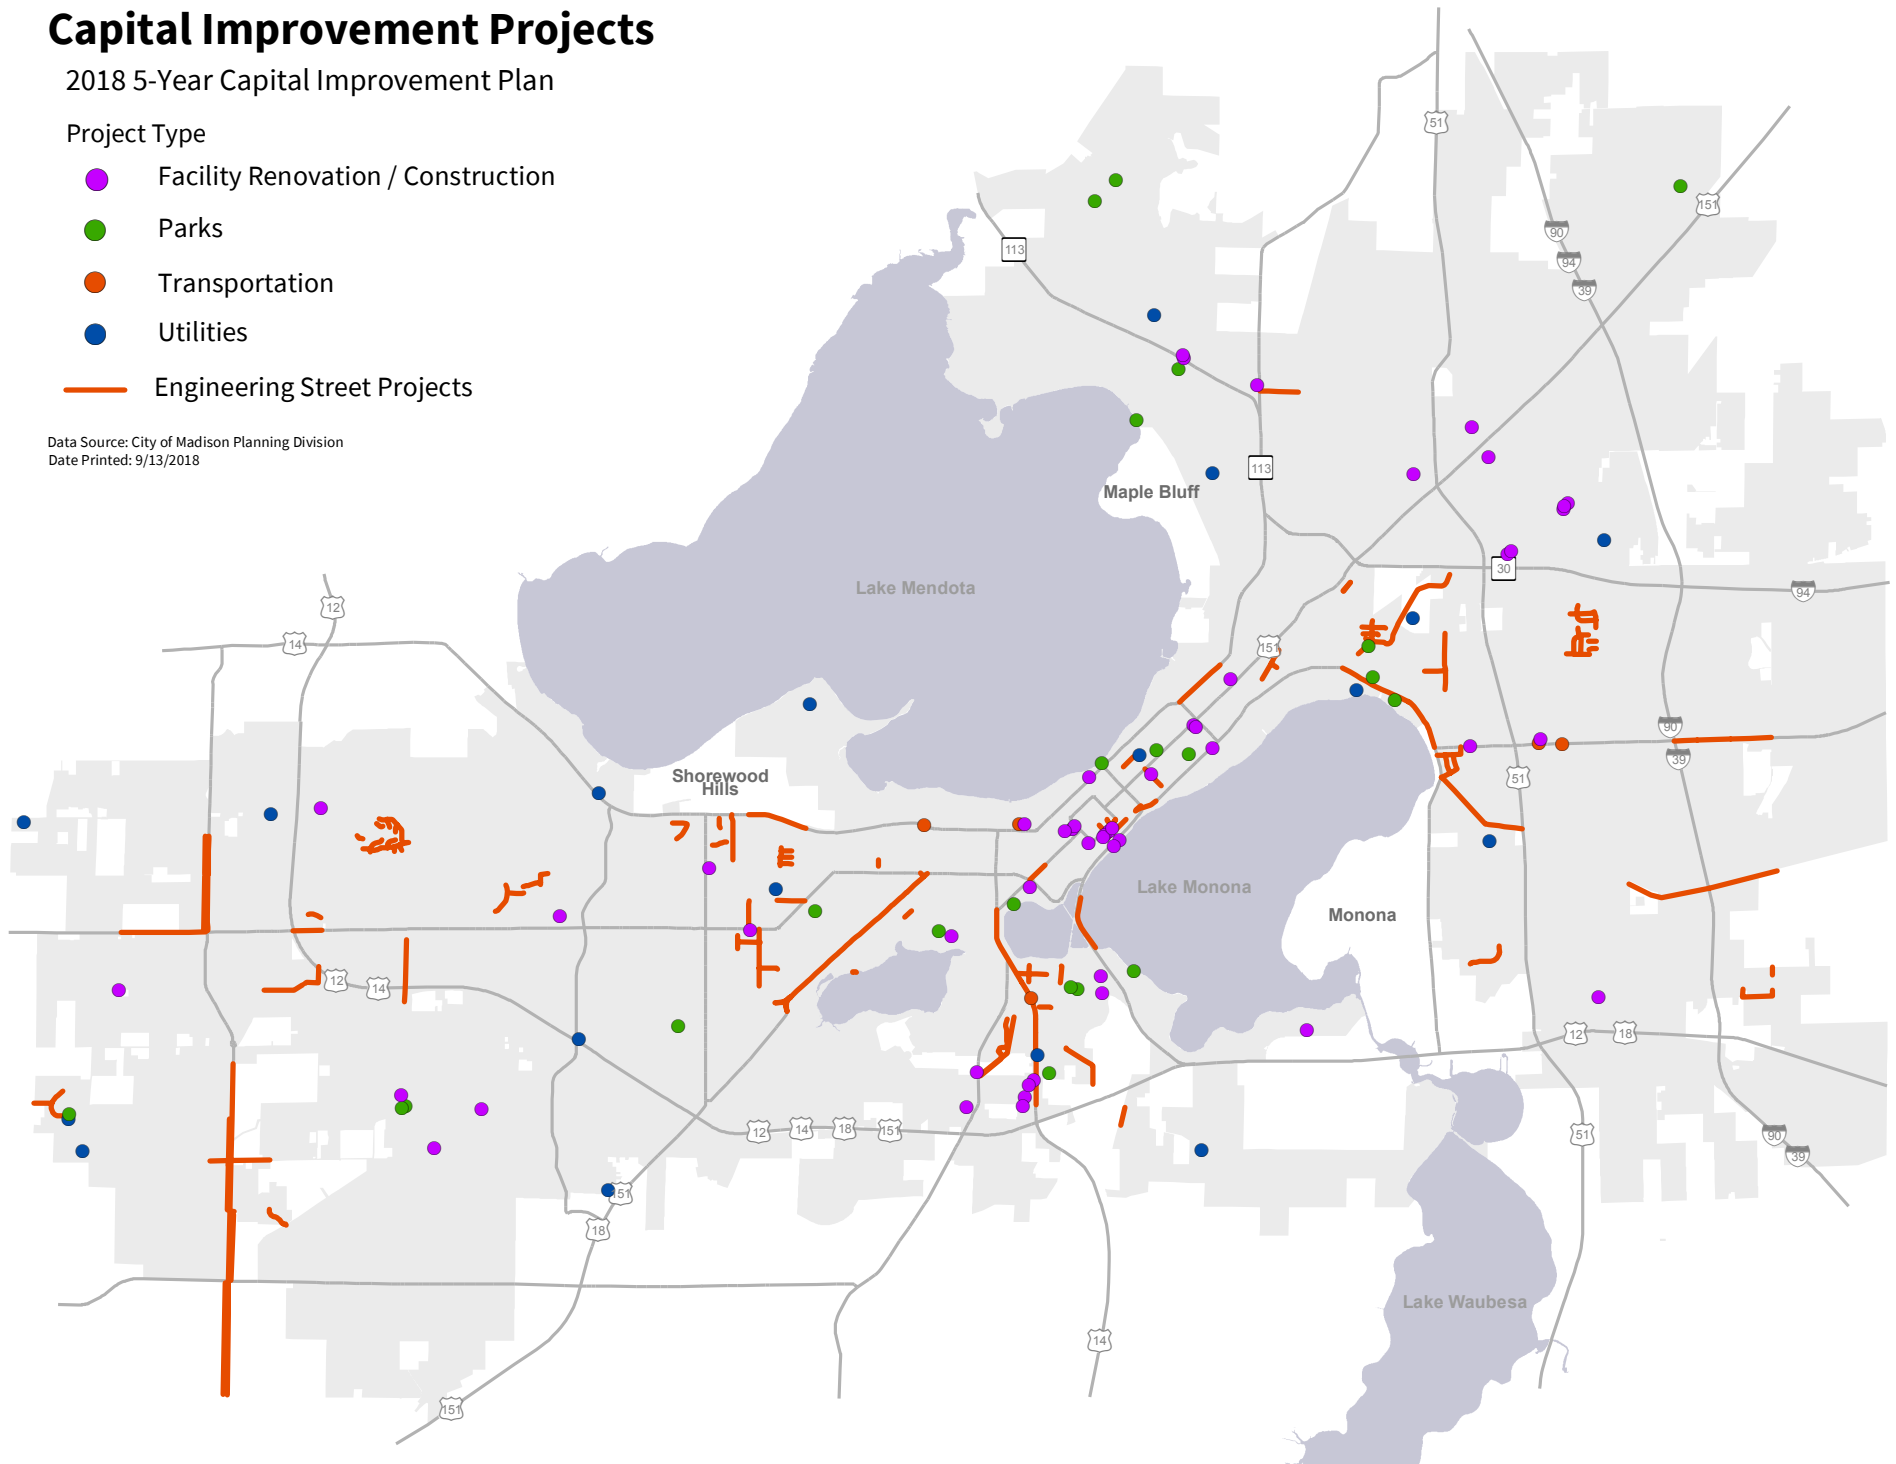 Capital Improvement Projects
2018 5-Year Capital Improvement Plan
Project Type
Facility Renovation / Construction
Parks
Transportation
Utilities
Engineering Street Projects
Data Source: City of Madison Planning Division
Date Printed: 9/13/2018
51
151
90
94
39
113
113
Maple Bluff
30
94
Lake Mendota
12
14
151
90
39
51
Shorewood
Hills
Lake Monona
Monona
12
14
12
18
12
14
18
151
51
90
39
151
18
Lake Waubesa
14
151